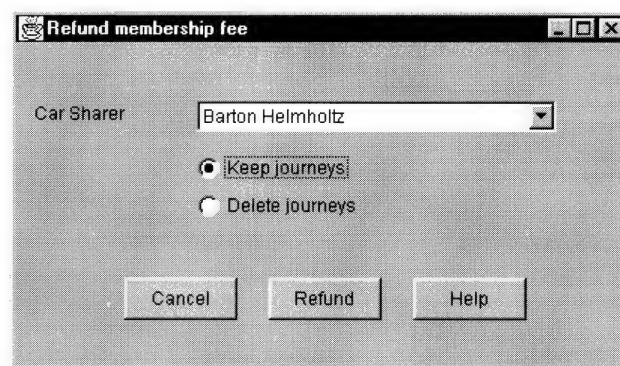 Refund membership fee
Car Sharer
Barton Helmholtz
Keep journeys
Delete journeys
Cancel Refund Help